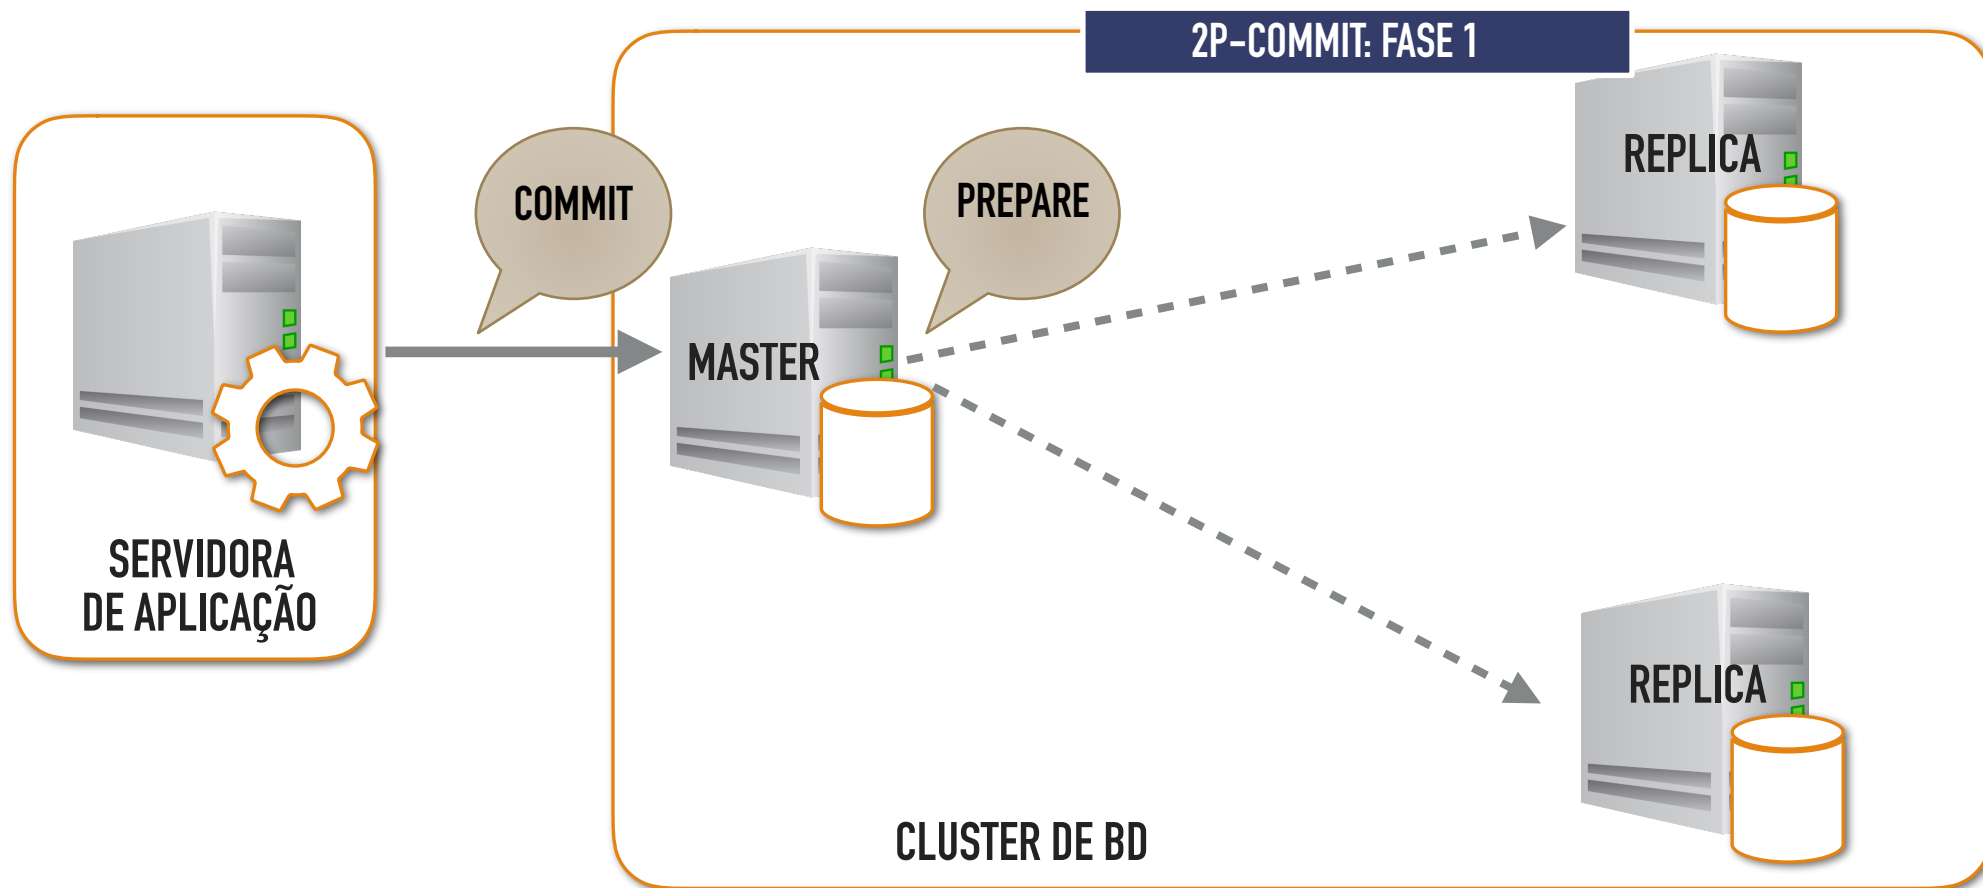 2P-COMMIT: FASE 1
COMMIT
PREPARE
REPLICA
MASTER
SERVIDORA
DE APLICAÇÃO
REPLICA
CLUSTER DE BD